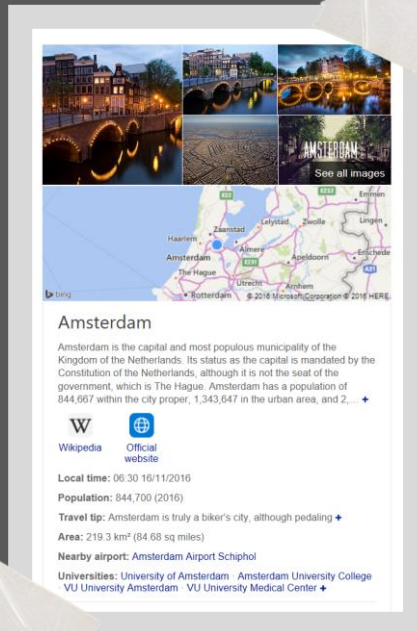 AMSTERDAM
See all images
E22
E232
Emmen
Zaanstad
Lelystad
Zwolle
Lingen
Haarlem
Amsterdam
Almere
E231
Apeldoorn
Enschede
The Hague
A31
Utrecht
Arnhem
bing
Rotterdam
© 2016 Microsoft Corporation © 2016 HERE
Amsterdam
Amsterdam is the capital and most populous municipality of the
Kingdom of the Netherlands. Its status as the capital is mandated by the
Constitution of the Netherlands, although it is not the seat of the
government, which is The Hague. Amsterdam has a population of
844,667 within the city proper, 1,343,647 in the urban area, and 2,... +
W
Wikipedia
Official
website
Local time: 06:30 16/11/2016
Population: 844,700 (2016)
Travel tip: Amsterdam is truly a biker's city, although pedaling +
Area: 219.3 km² (84.68 sq miles)
Nearby airport: Amsterdam Airport Schiphol
Universities: University of Amsterdam · Amsterdam University College
· VU University Amsterdam · VU University Medical Center +